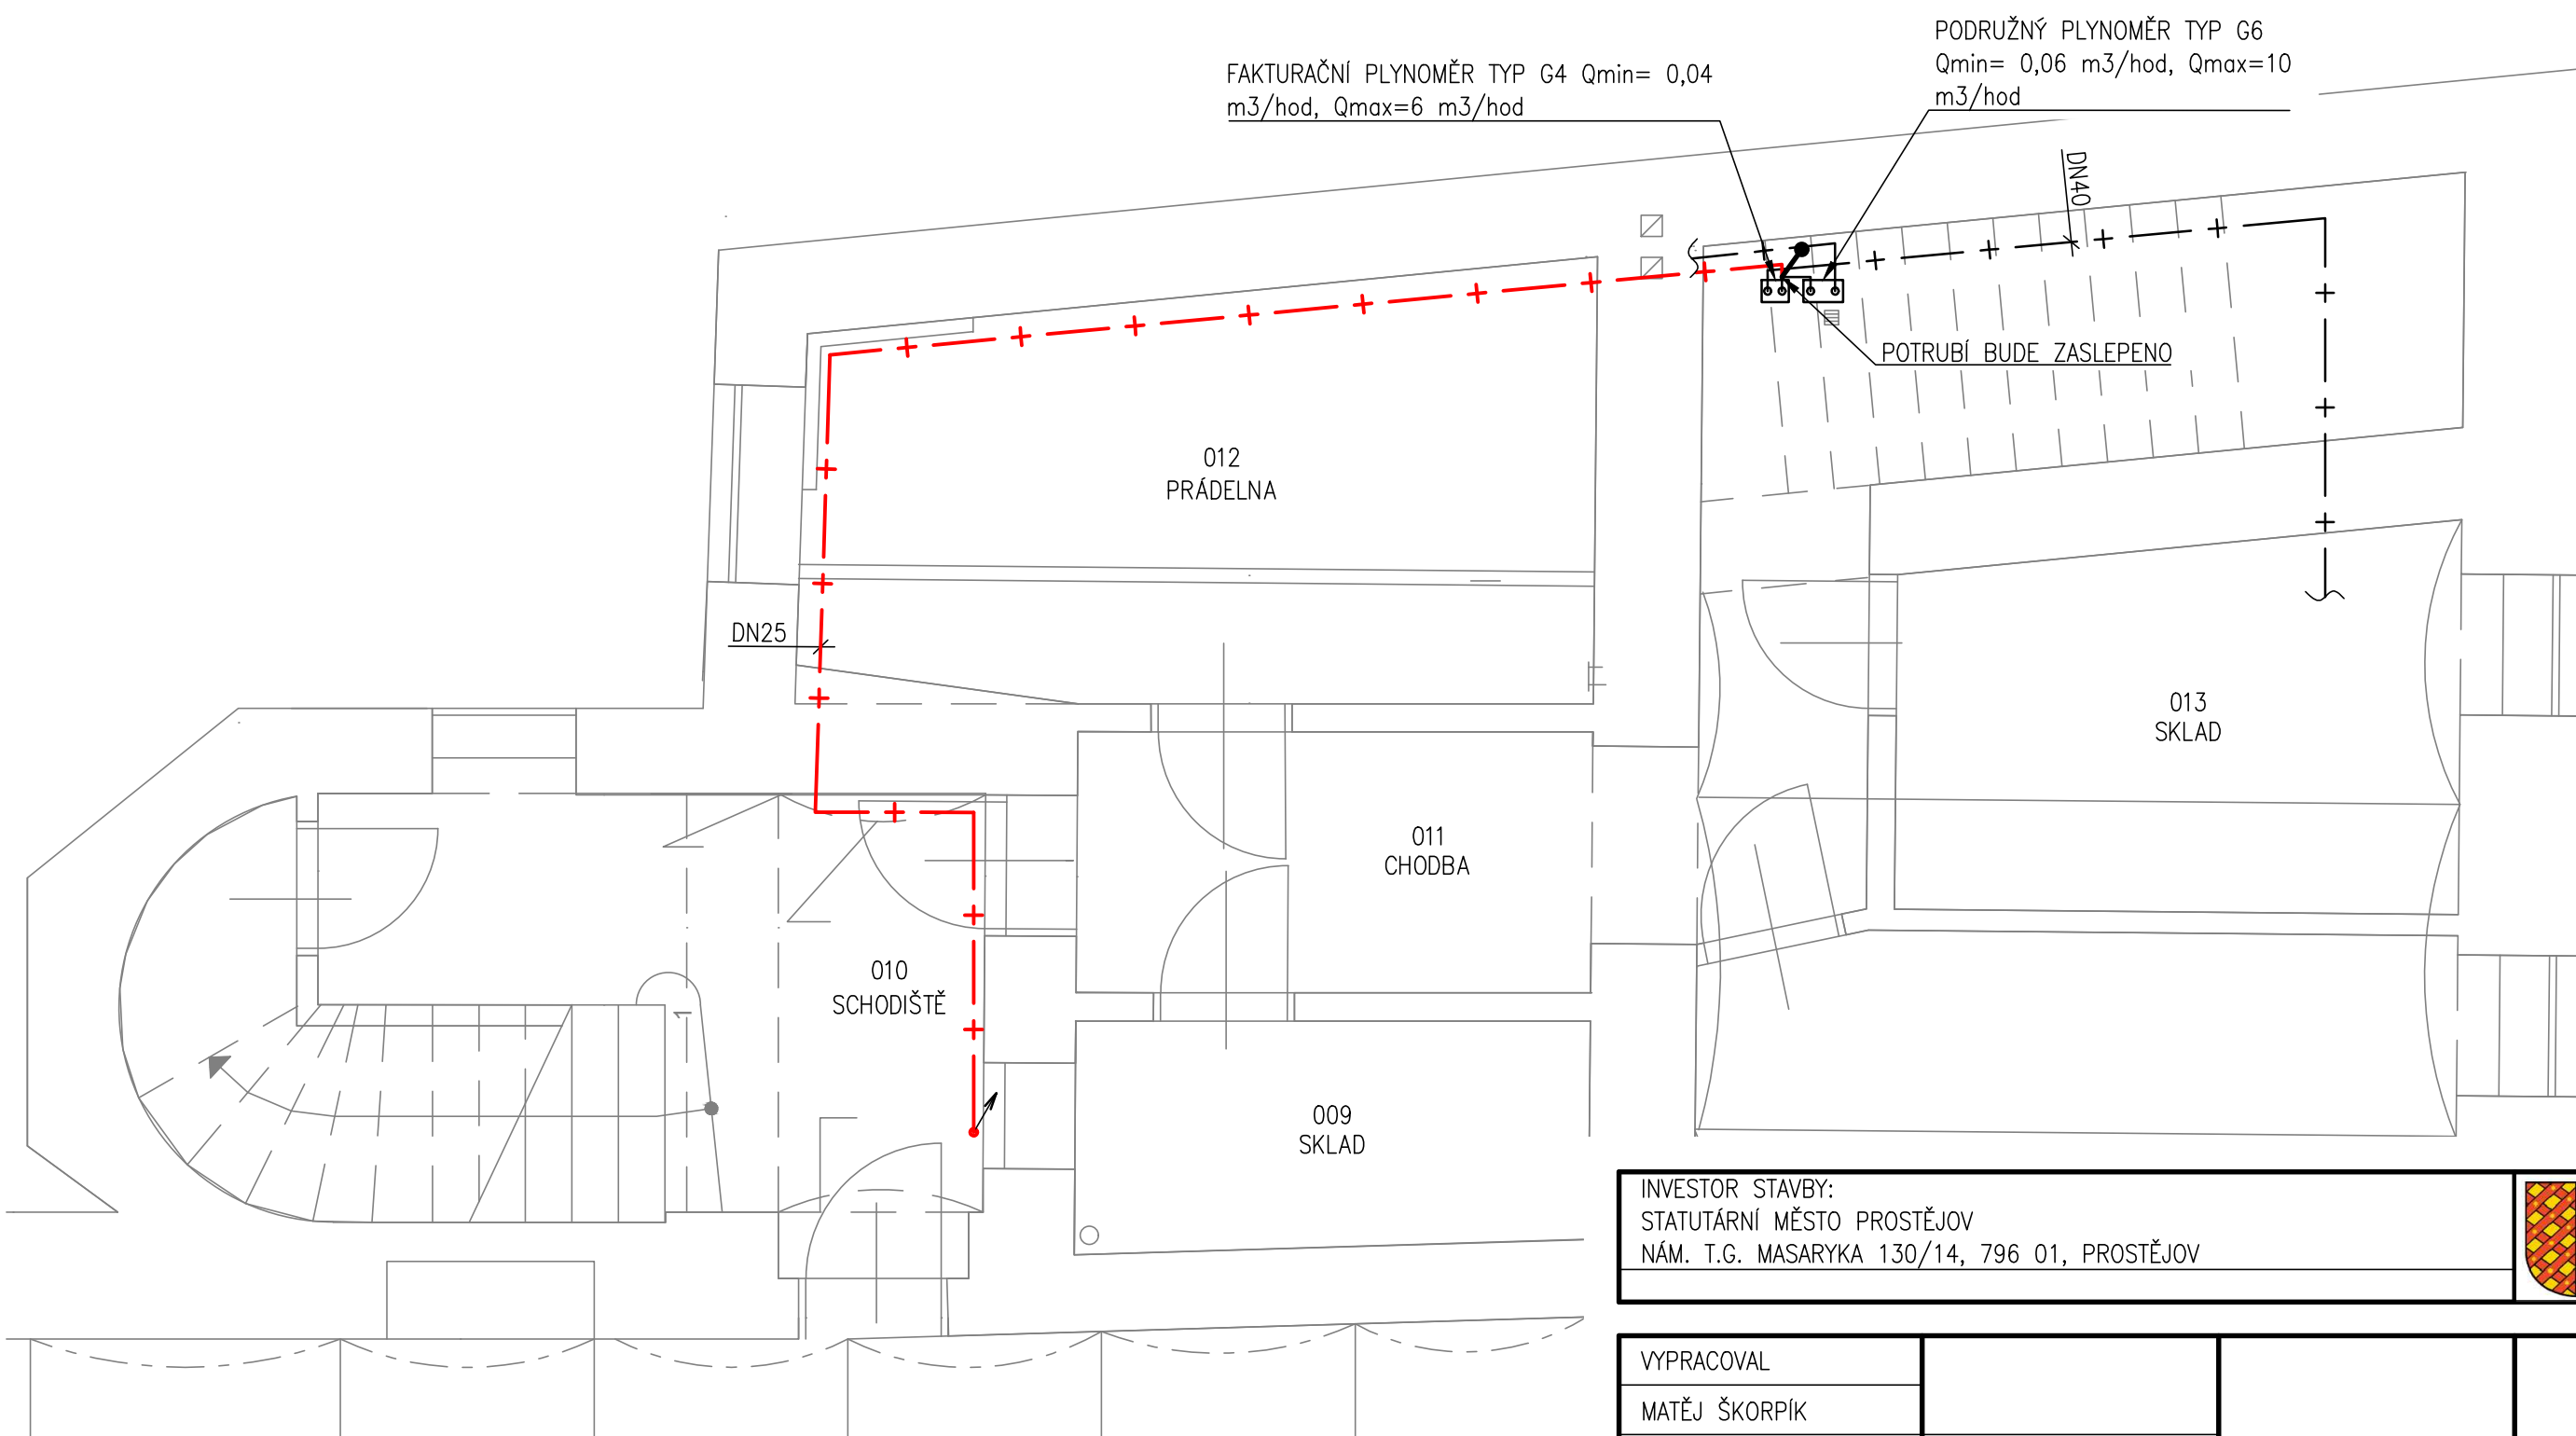 PODRUŽNÝ PLYNOMĚR TYP G6
Qmin= 0,06 m3/hod, Qmax=10
m3/hod
FAKTURAČNÍ PLYNOMĚR TYP G4 Qmin= 0,04
m3/hod, Qmax=6 m3/hod
DN40
POTRUBÍ BUDE ZASLEPENO
012
PRÁDELNA
DN25
013
SKLAD
011
CHODBA
010
SCHODIŠTĚ
1
009
SKLAD
INVESTOR STAVBY:
STATUTÁRNÍ MĚSTO PROSTĚJOV
NÁM. T.G. MASARYKA 130/14, 796 01, PROSTĚJOV
VYPRACOVAL
MATĚJ ŠKORPÍK